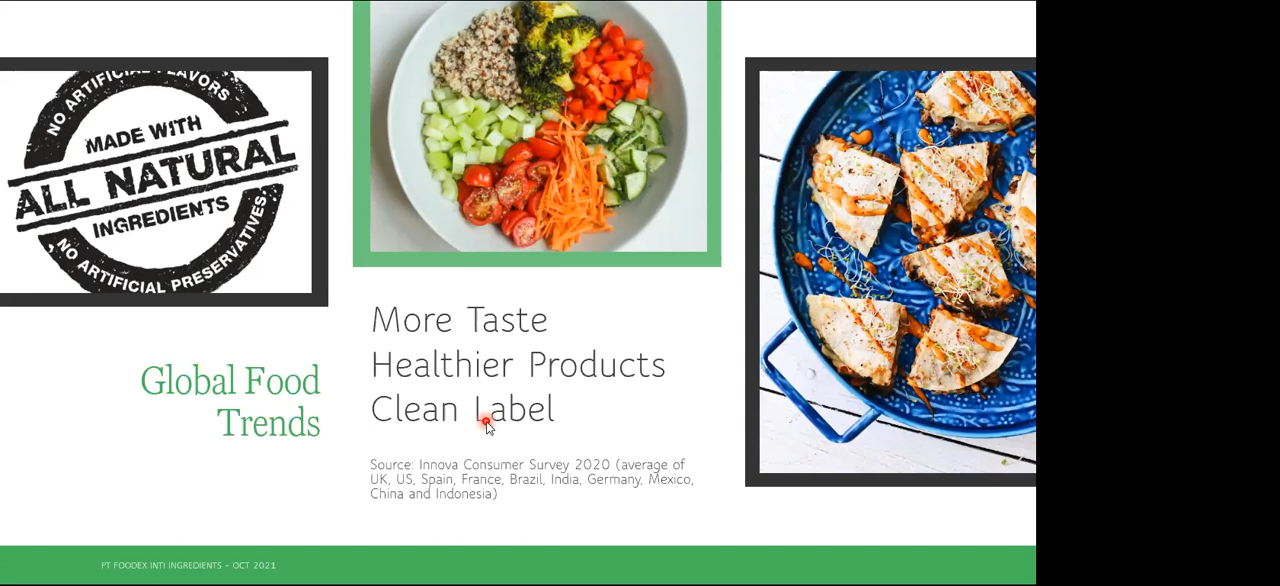 NO ARTIFICIAL FLAVORS
MADE WITH
ALL NATURAL
INGREDIENTS
NO ARTIFICIAL PRESERVATIVES
Global Food
Trends
More Taste
Healthier Products
Clean Label
Source: Innova Consumer Survey 2020 (average of
UK, US, Spain, France, Brazil, India, Germany, Mexico,
China and Indonesia)
PT FOODEX INTI INGREDIENTS - OCT 2021